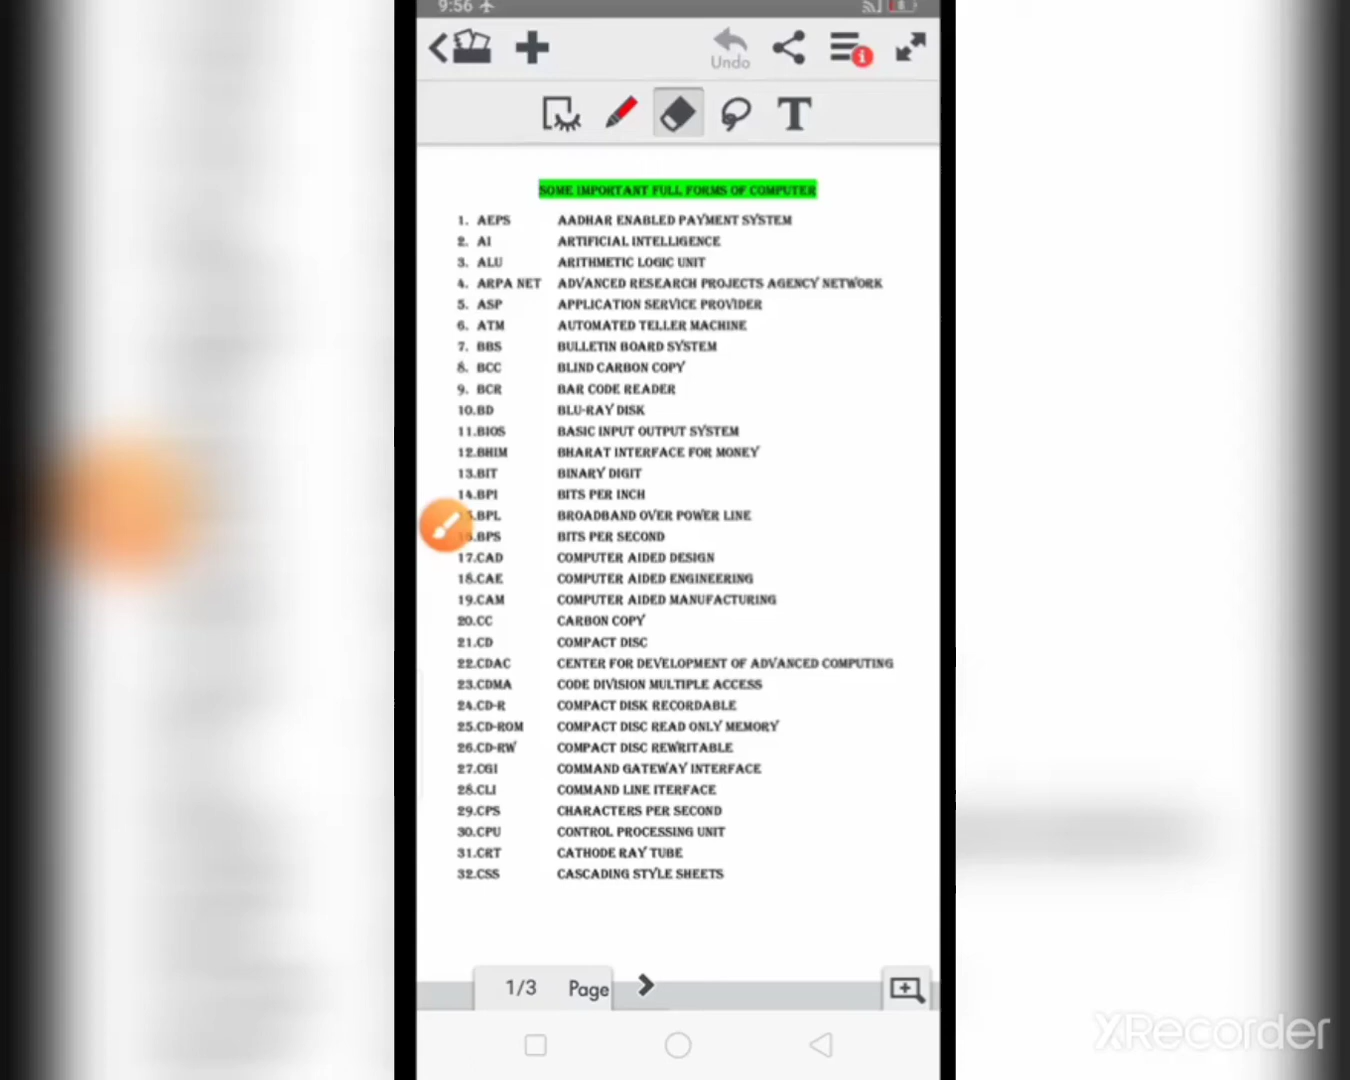 9:56
Undo
T
SOME IMPORTANT FULL FORMS OF COMPUTER
1. AEPS AADHAR ENABLED PAYMENT SYSTEM
2. AI ARTIFICIAL INTELLIGENCE
3. ALU ARITHMETIC LOGIC UNIT
4. ARPA NET ADVANCED RESEARCH PROJECTS AGENCY NETWORK
5. ASP APPLICATION SERVICE PROVIDER
6. ATM AUTOMATED TELLER MACHINE
7. BBS BULLETIN BOARD SYSTEM
8. BCC BLIND CARBON COPY
9. BCR BAR CODE READER
10.BD BLU-RAY DISK
11.BIOS BASIC INPUT OUTPUT SYSTEM
12.BHIM BHARAT INTERFACE FOR MONEY
13.BIT BINARY DIGIT
14.BPI BITS PER INCH
BPL BROADBAND OVER POWER LINE
BPS BITS PER SECOND
17.CAD COMPUTER AIDED DESIGN
18.CAE COMPUTER AIDED ENGINEERING
19.CAM COMPUTER AIDED MANUFACTURING
20.CC CARBON COPY
21.CD COMPACT DISC
22.CDAC CENTER FOR DEVELOPMENT OF ADVANCED COMPUTING
23.CDMA CODE DIVISION MULTIPLE ACCESS
24.CD-R COMPACT DISK RECORDABLE
25.CD-ROM COMPACT DISC READ ONLY MEMORY
26.CD-RW COMPACT DISC REWRITABLE
27.CGI COMMAND GATEWAY INTERFACE
28.CLI COMMAND LINE ITERFACE
29.CPS CHARACTERS PER SECOND
30.CPU CONTROL PROCESSING UNIT
31.CRT CATHODE RAY TUBE
32.CSS CASCADING STYLE SHEETS
1/3 Page
XRecorder